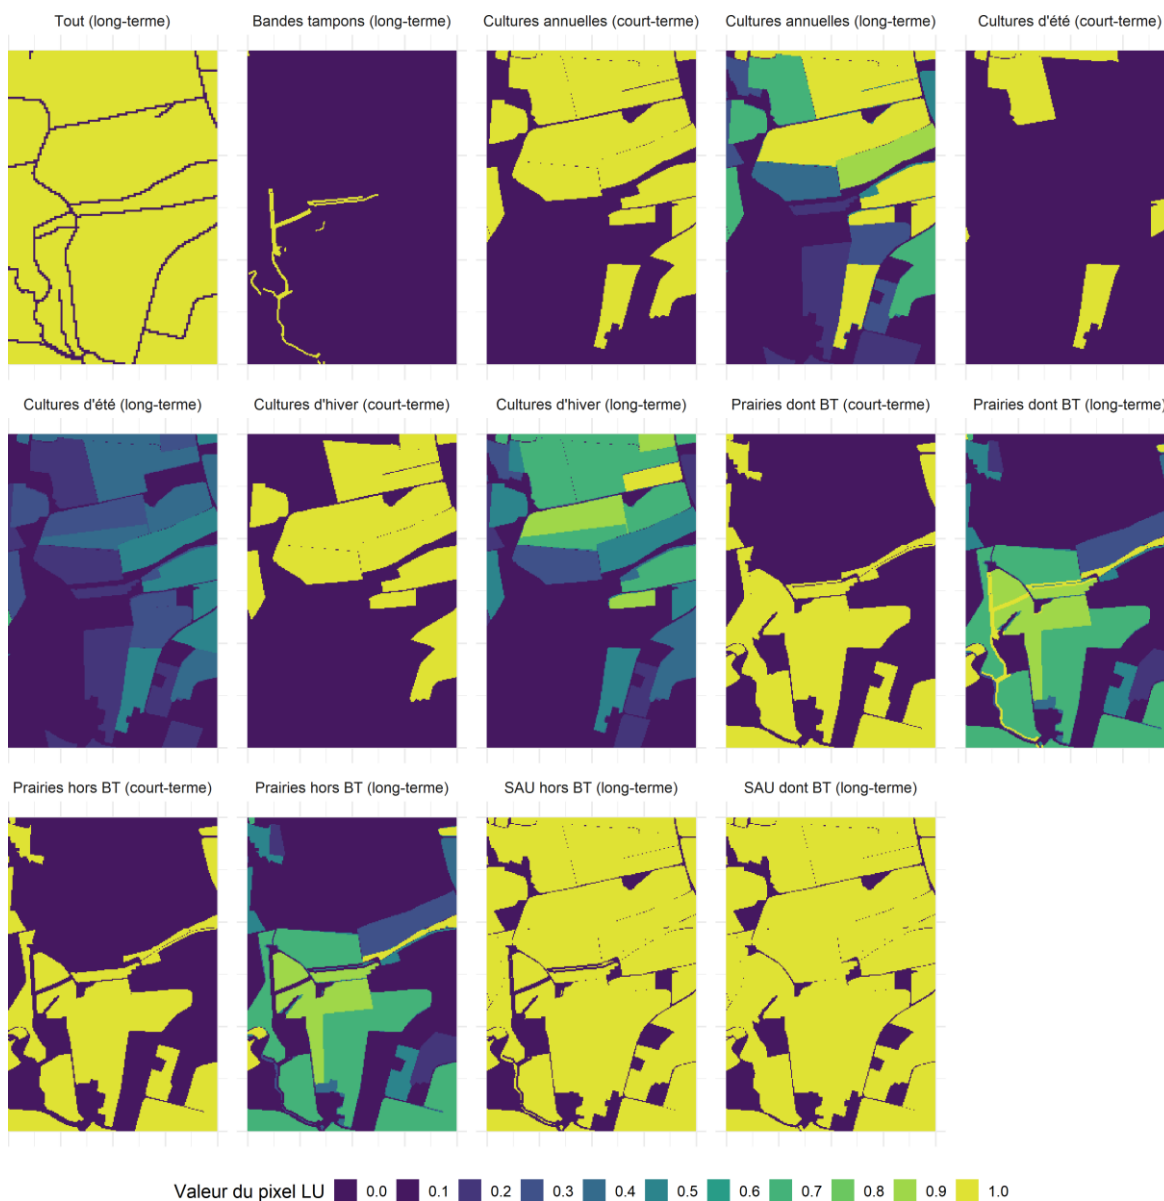 Tout (long-terme) Bandes tampons (long-terme) Cultures annuelles (court-terme) Cultures annuelles (long-terme) Cultures d'été (court-terme)
Cultures d'été (long-terme) Cultures d'hiver (court-terme) Cultures d'hiver (long-terme) Prairies dont BT (court-terme) Prairies dont BT (long-terme)
Prairies hors BT (court-terme) Prairies hors BT (long-terme) SAU hors BT (long-terme) SAU dont BT (long-terme)
Valeur du pixel LU 0.0 0.1 0.2 0.3 0.4 0.5 0.6 0.7 0.8 0.9 1.0